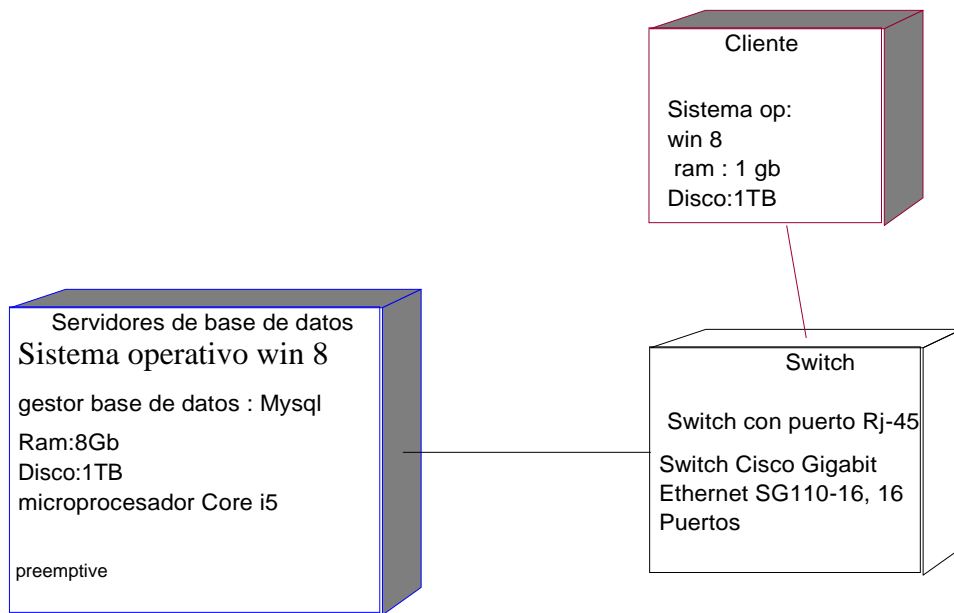 Cliente
Sistema op:
win 8
ram : 1 gb
Disco:1TB
Servidores de base de datos
Sistema operativo win 8
gestor base de datos : Mysql
Ram:8Gb
Disco:1TB
microprocesador Core i5
preemptive
Switch
Switch con puerto Rj-45
Switch Cisco Gigabit
Ethernet SG110-16, 16
Puertos